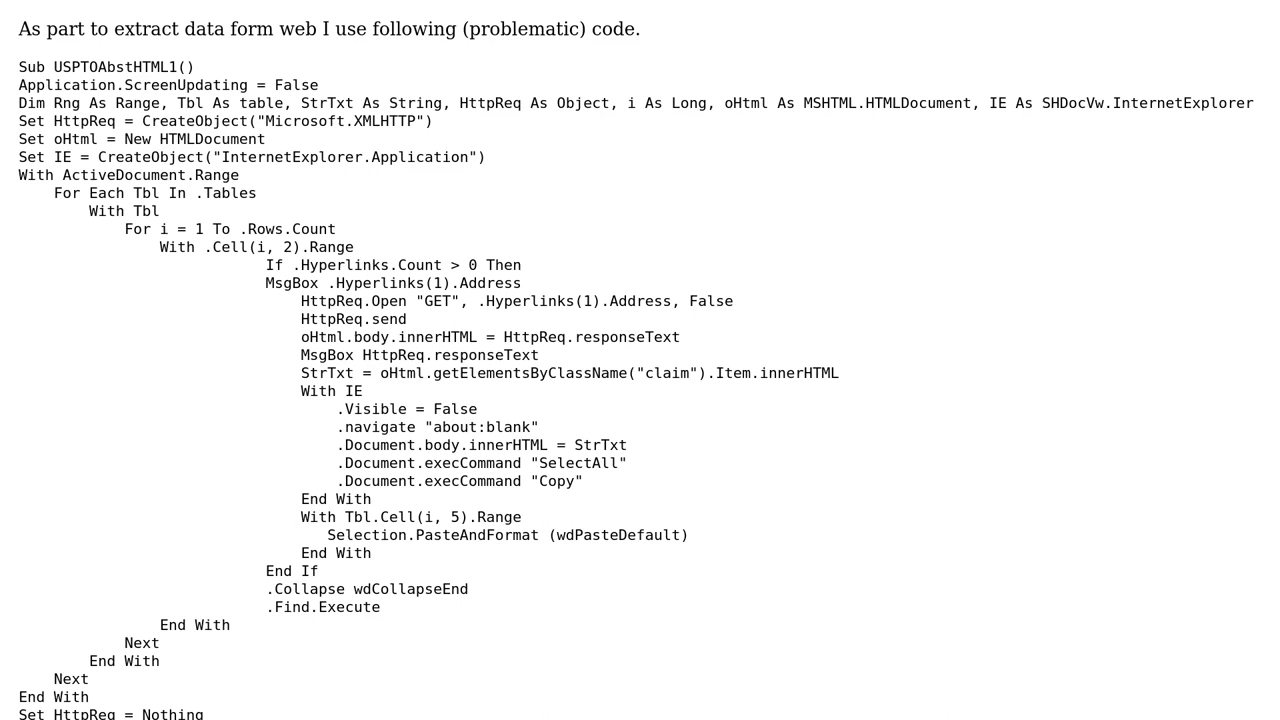 As part to extract data form web I use following (problematic) code.
Sub USPTOAbstHTML1()
Application.ScreenUpdating = False
Dim Rng As Range, Tbl As table, StrTxt As String, HttpReq As Object, i As Long, oHtml As MSHTML.HTMLDocument, IE As SHDocVw.InternetExplorer
Set HttpReq = CreateObject("Microsoft.XMLHTTP")
Set oHtml = New HTMLDocument
Set IE = CreateObject("InternetExplorer.Application")
With ActiveDocument.Range
    For Each Tbl In .Tables
        With Tbl
            For i = 1 To .Rows.Count
                With .Cell(i, 2).Range
                            If .Hyperlinks.Count > 0 Then
                            MsgBox .Hyperlinks(1).Address
                                HttpReq.Open "GET", .Hyperlinks(1).Address, False
                                HttpReq.send
                                oHtml.body.innerHTML = HttpReq.responseText
                                MsgBox HttpReq.responseText
                                StrTxt = oHtml.getElementsByClassName("claim").Item.innerHTML
                                With IE
                                    .Visible = False
                                    .navigate "about:blank"
                                    .Document.body.innerHTML = StrTxt
                                    .Document.execCommand "SelectAll"
                                    .Document.execCommand "Copy"
                                End With
                                With Tbl.Cell(i, 5).Range
                                   Selection.PasteAndFormat (wdPasteDefault)
                                End With
                            End If
                            .Collapse wdCollapseEnd
                            .Find.Execute
                End With
            Next
        End With
    Next
End With
Set HttpReq = Nothing